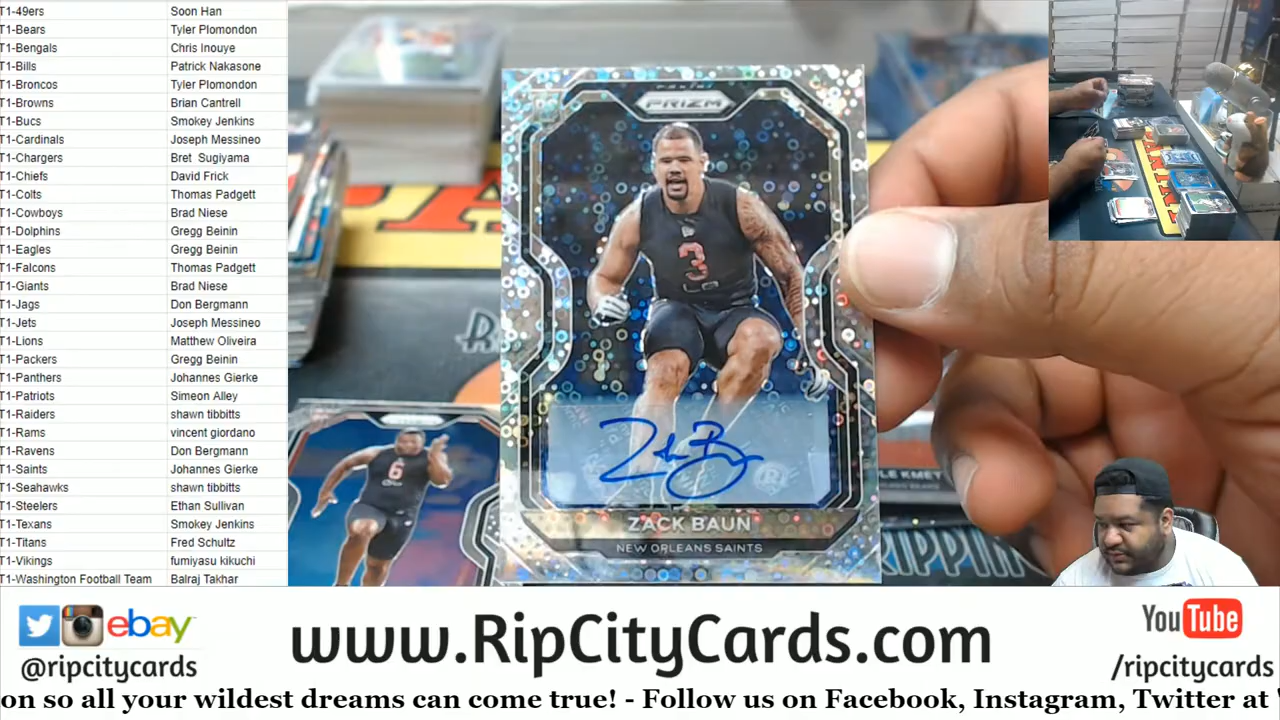 T1-49ers Soon Han
T1-Bears Tyler Plomondon
T1-Bengals Chris Inouye
T1-Bills Patrick Nakasone
T1-Broncos Tyler Plomondon
T1-Browns Brian Cantrell
T1-Bucs Smokey Jenkins
T1-Cardinals Joseph Messineo
T1-Chargers Bret Sugiyama
T1-Chiefs David Frick
T1-Colts Thomas Padgett
T1-Cowboys Brad Niese
T1-Dolphins Gregg Beinin
T1-Eagles Gregg Beinin
T1-Falcons Thomas Padgett
T1-Giants Brad Niese
T1-Jags Don Bergmann
T1-Jets Joseph Messineo
T1-Lions Matthew Oliveira
T1-Packers Gregg Beinin
T1-Panthers Johannes Gierke
T1-Patriots Simeon Alley
T1-Raiders shawn tibbitts
T1-Rams vincent giordano
T1-Ravens Don Bergmann
T1-Saints Johannes Gierke
T1-Seahawks shawn tibbitts
T1-Steelers Ethan Sullivan
T1-Texans Smokey Jenkins
T1-Titans Fred Schultz
T1-Vikings fumiyasu kikuchi
T1-Washington Football Team Balraj Takhar
PRIZM
3
LB
6
ZACK BAUN
NEW ORLEANS SAINTS
LE KMET
RIPPIN
ebay
@ripcitycards
www.RipCityCards.com
YouTube
/ripcitycards
on so all your wildest dreams can come true! - Follow us on Facebook, Instagram, Twitter at